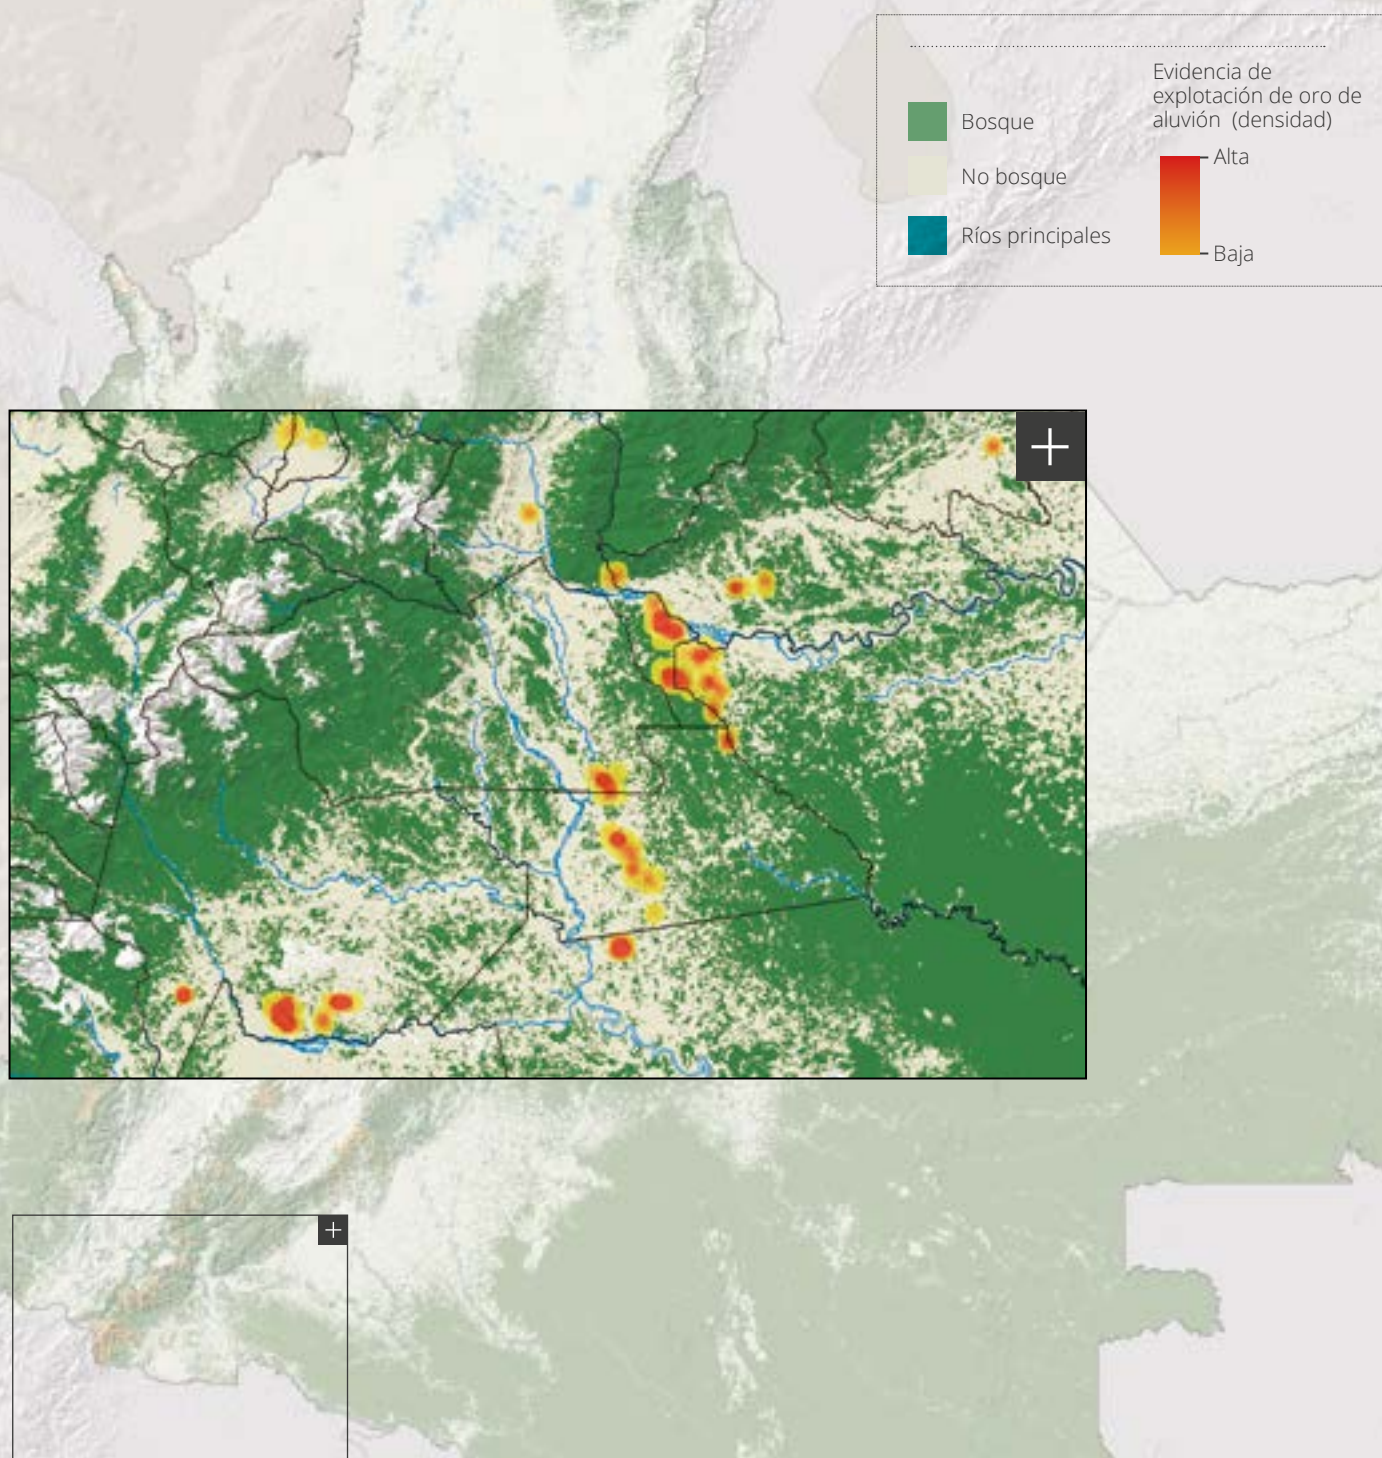 Evidencia de
explotación de oro de
aluvión (densidad)
Bosque
No bosque
Ríos principales
Alta
Baja